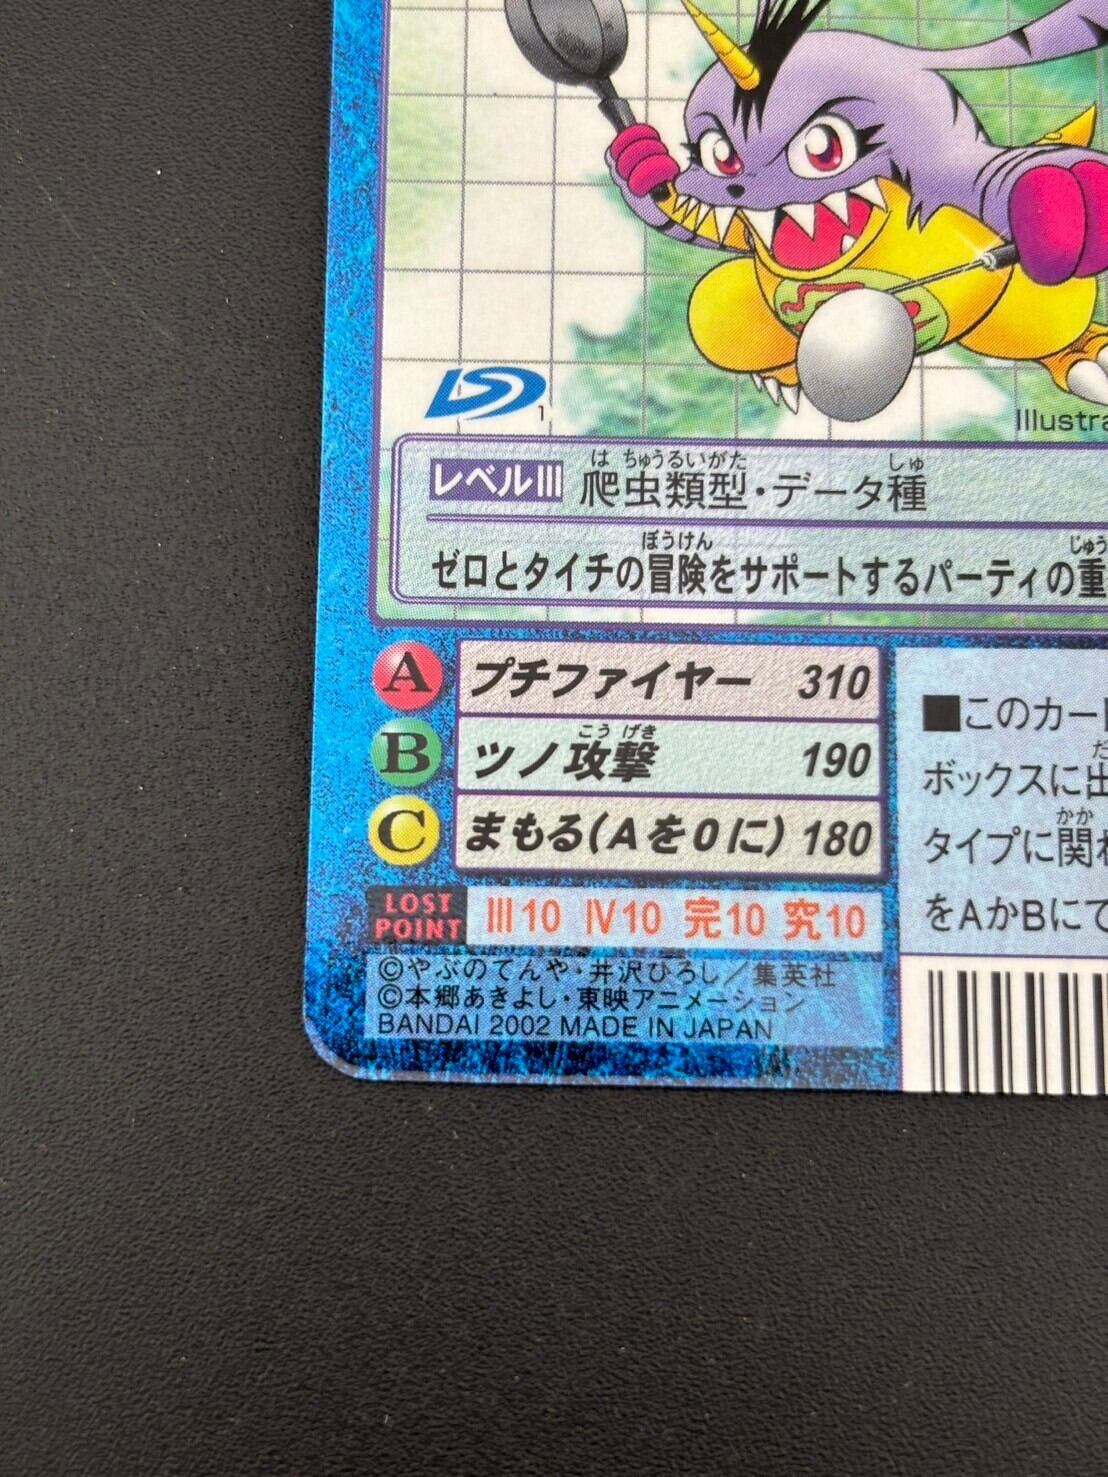 1
Illustra
レベルIII 爬虫類型・データ種
はちゅうるいがた しゅ
ゼロとタイチの冒険をサポートするパーティの重
ぼうけん じゅう
A プチファイヤー 310
B ツノ攻撃 190
こうげき
C まもる(Aを0に) 180
LOST POINT III10 IV10 完10 究10
©やぶのてんや・井沢ひろし／集英社
©本郷あきよし・東映アニメーション
BANDAI 2002 MADE IN JAPAN
■このカー
ボックスに出
タイプに関
かか
をAかBにて